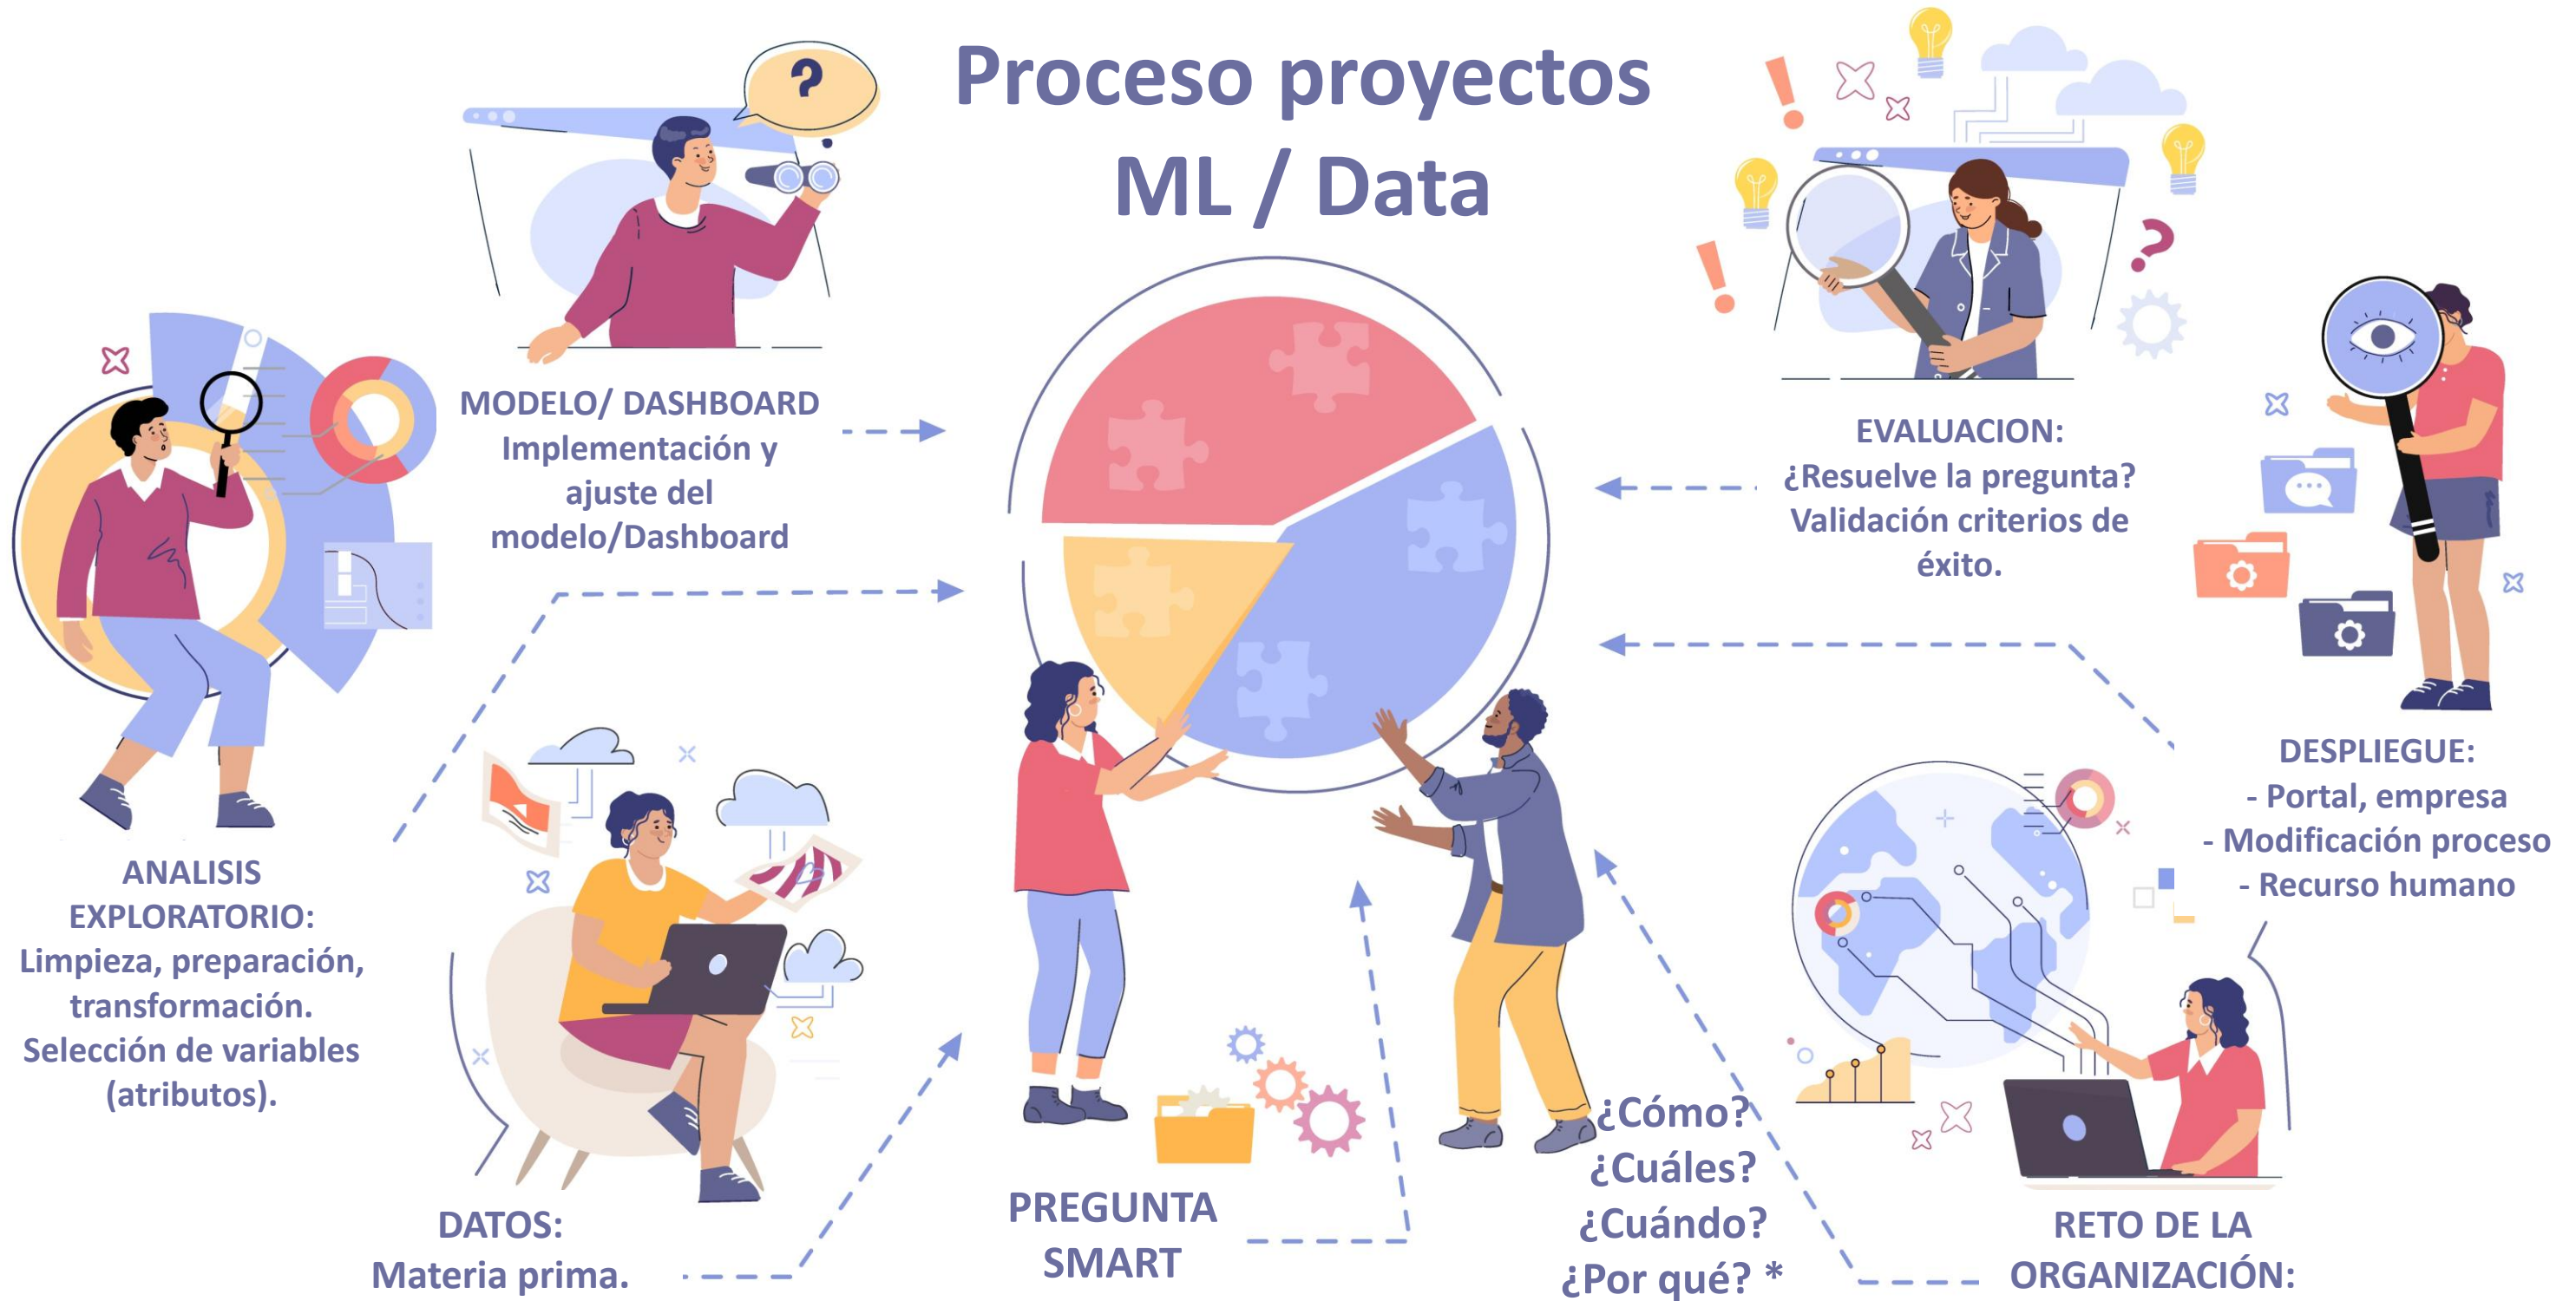 Proceso proyectos
ML / Data
MODELO/ DASHBOARD
Implementación y
ajuste del
modelo/Dashboard
EVALUACION:
¿Resuelve la pregunta?
Validación criterios de
éxito.
DESPLIEGUE:
- Portal, empresa
- Modificación proceso
- Recurso humano
ANALISIS
EXPLORATORIO:
Limpieza, preparación,
transformación.
Selección de variables
(atributos).
DATOS:
Materia prima.
PREGUNTA
SMART
¿Cómo?
¿Cuáles?
¿Cuándo?
¿Por qué? *
RETO DE LA
ORGANIZACIÓN: